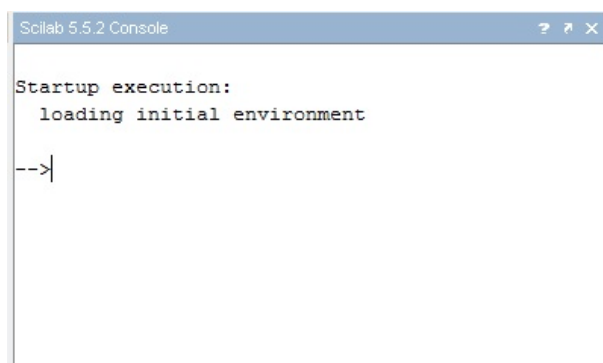 Scilab 5.5.2 Console ? ↗ ✕
Startup execution:
loading initial environment
-->